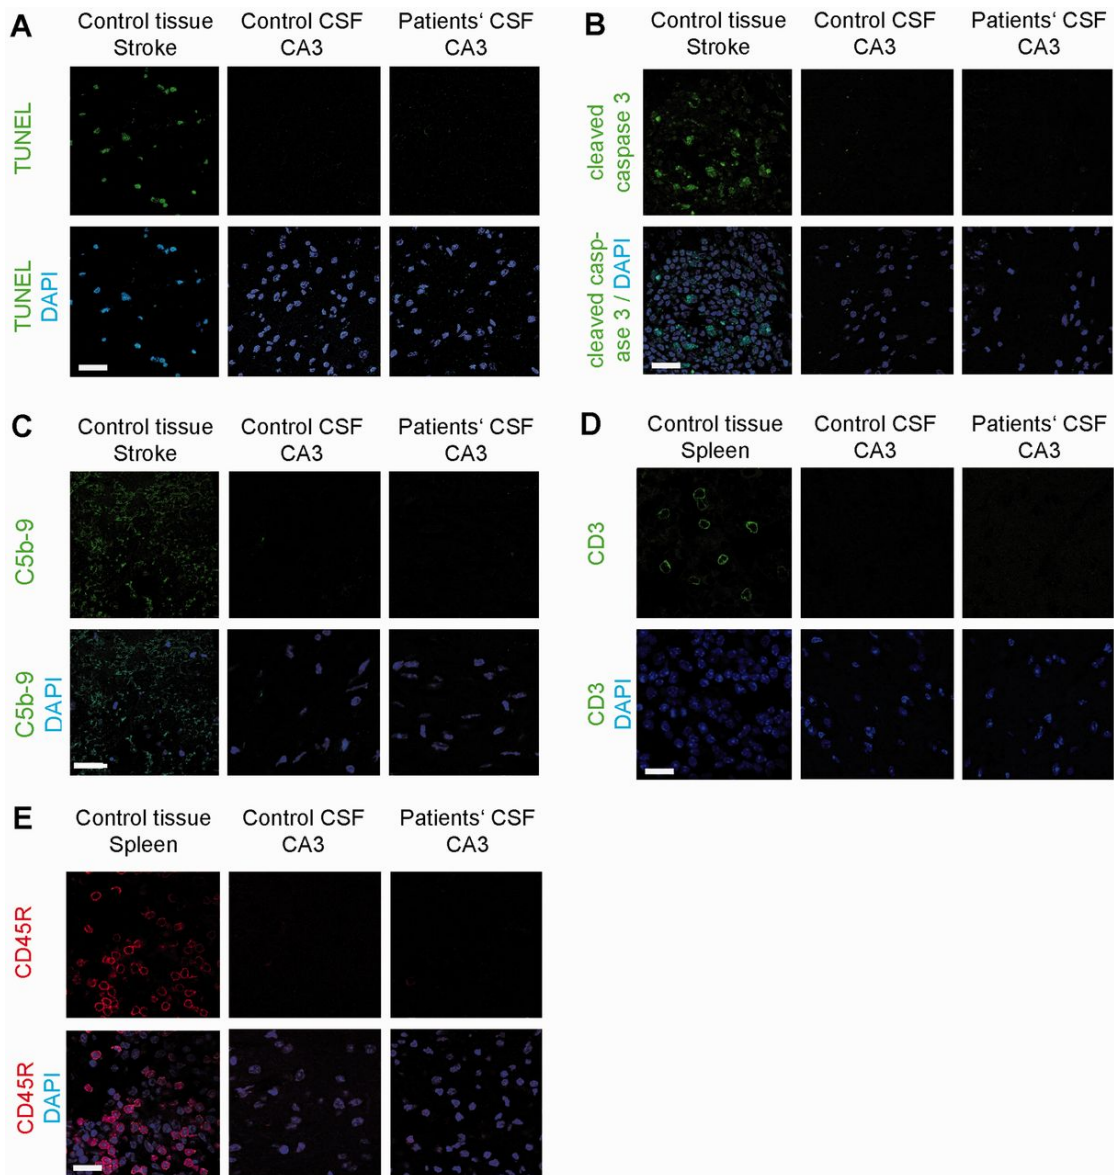 A
Control tissue
Stroke
Control CSF
CA3
Patients‘ CSF
CA3
TUNEL
TUNEL
DAPI
B
Control tissue
Stroke
Control CSF
CA3
Patients‘ CSF
CA3
cleaved
caspase 3
cleaved casp-
ase 3 / DAPI
C
Control tissue
Stroke
Control CSF
CA3
Patients‘ CSF
CA3
C5b-9
C5b-9
DAPI
D
Control tissue
Spleen
Control CSF
CA3
Patients‘ CSF
CA3
CD3
CD3
DAPI
E
Control tissue
Spleen
Control CSF
CA3
Patients‘ CSF
CA3
CD45R
CD45R
DAPI